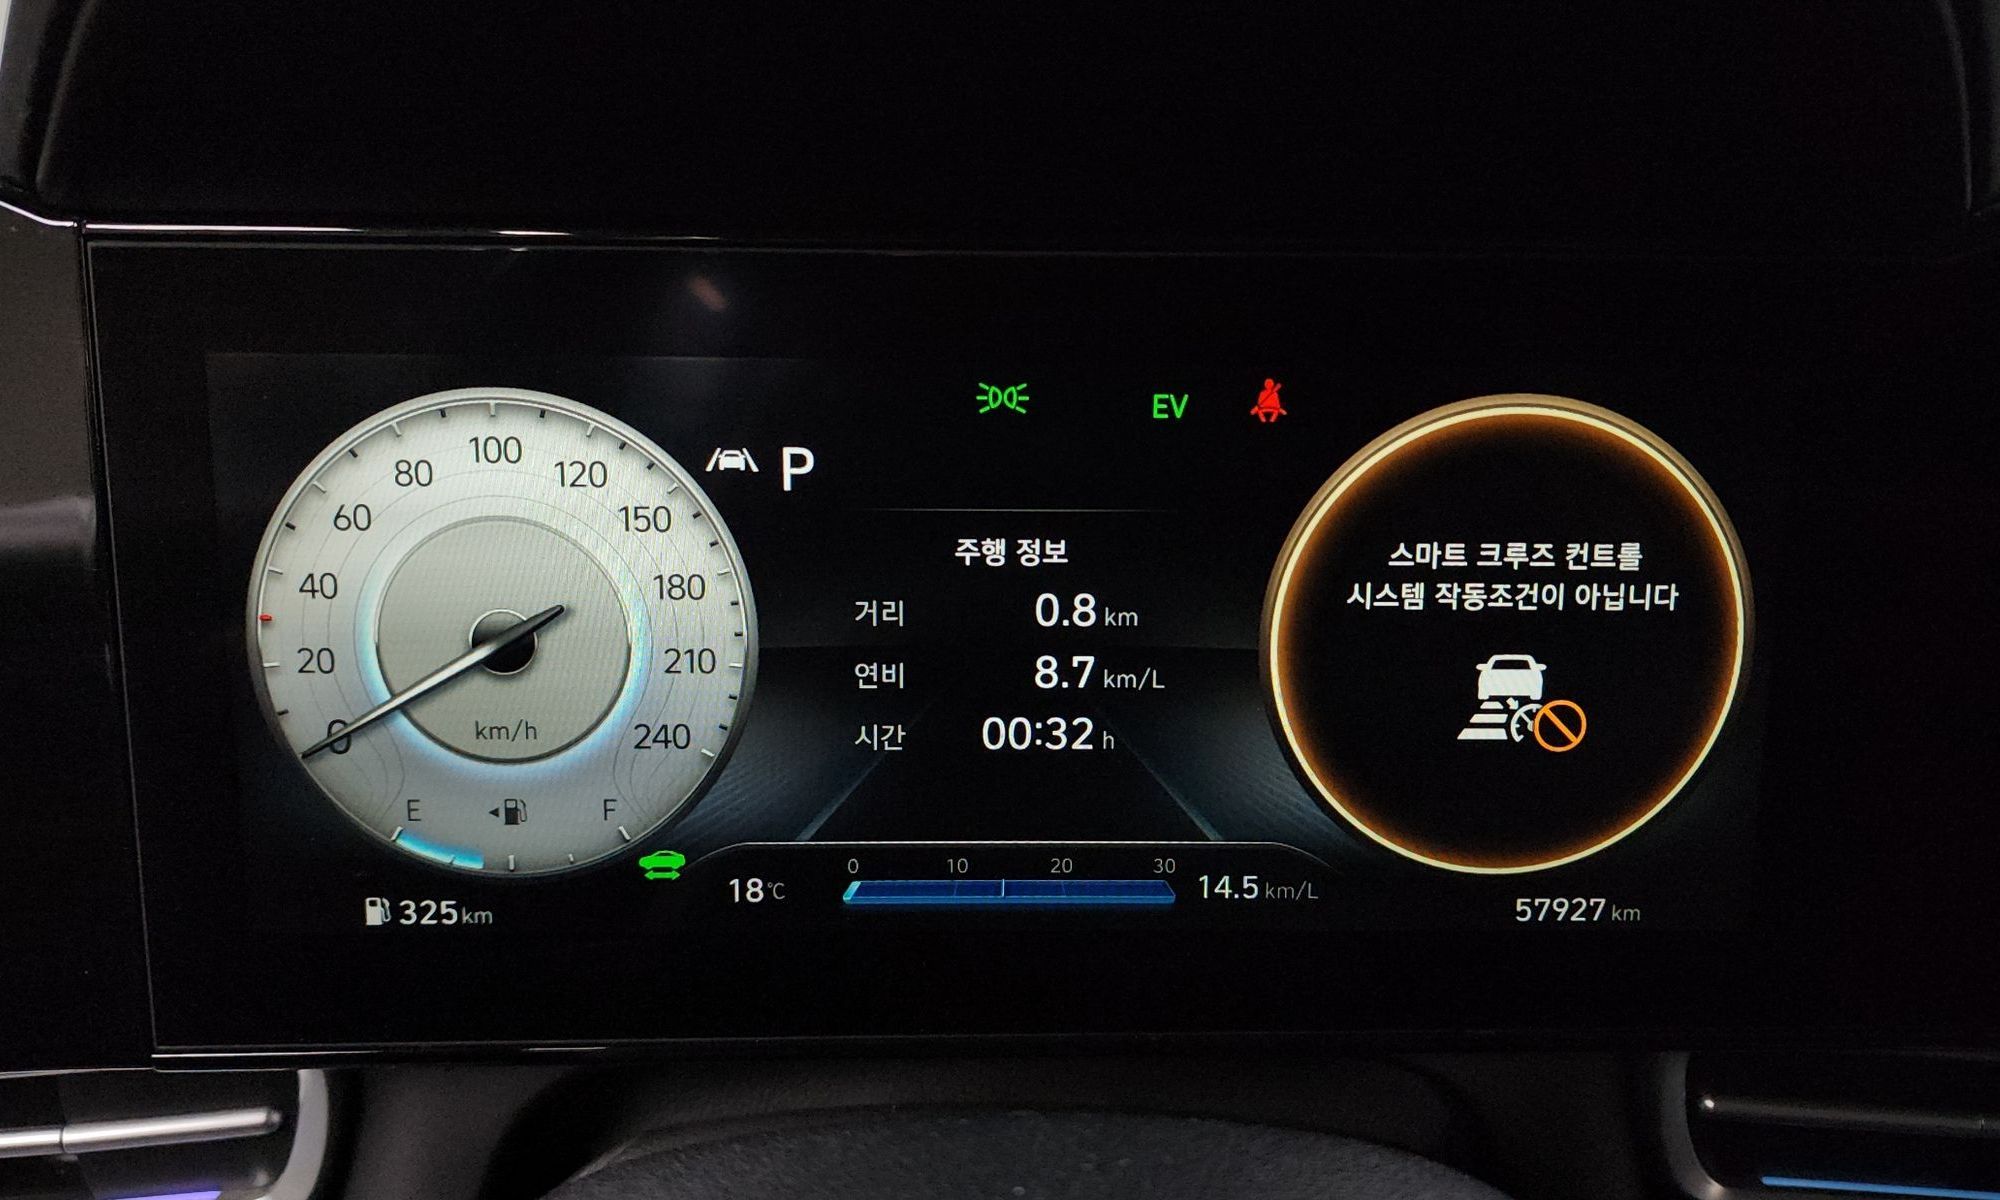 100
80
120
60
150
40
180
20
210
0
240
km/h
E
F
325 km
P
EV
주행 정보
거리 0.8 km
연비 8.7 km/L
시간 00:32 h
0 10 20 30
18℃
14.5 km/L
스마트 크루즈 컨트롤
시스템 작동조건이 아닙니다
57927 km